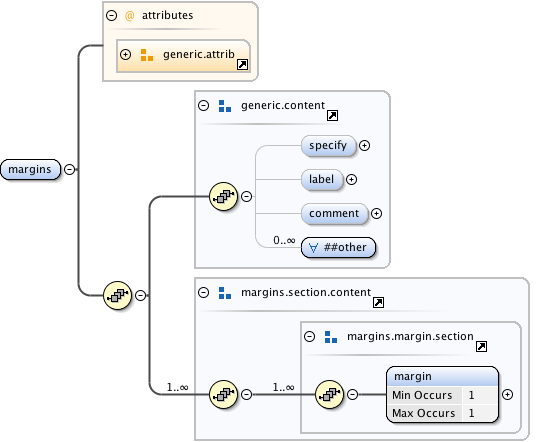 @ attributes
generic.attrib
generic.content
specify
margins
label
comment
0..∞
∀ ##other
margins.section.content
margins.margin.section
1..∞
1..∞
margin
Min Occurs 1
Max Occurs 1